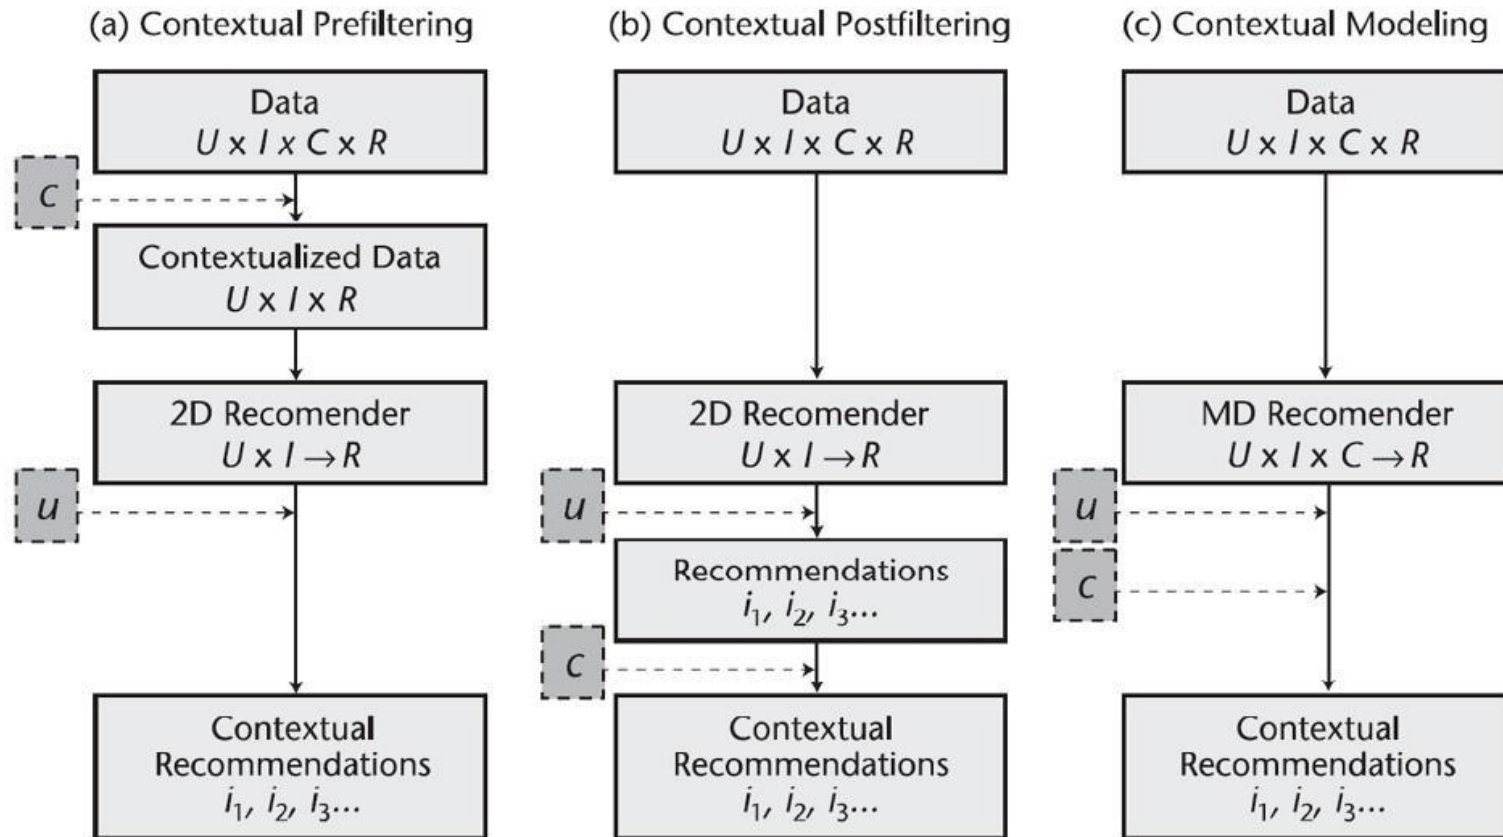 (a) Contextual Prefiltering
Data
U x I x C x R
c
Contextualized Data
U x I x R
2D Recomender
U x I → R
u
Contextual
Recommendations
i₁, i₂, i₃...
(b) Contextual Postfiltering
Data
U x I x C x R
2D Recomender
U x I → R
u
Recommendations
i₁, i₂, i₃...
c
Contextual
Recommendations
i₁, i₂, i₃...
(c) Contextual Modeling
Data
U x I x C x R
MD Recomender
U x I x C → R
u
c
Contextual
Recommendations
i₁, i₂, i₃...